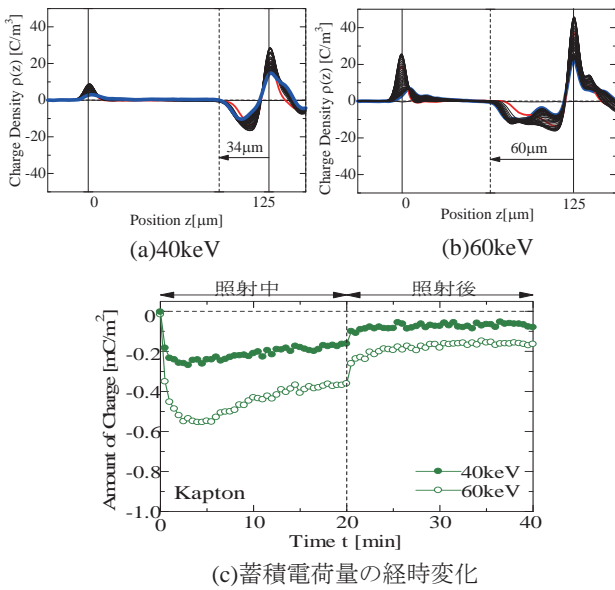 (a)
Charge Density ρ(z) [C/m³]
40
20
0
-20
-40
34μm
0
125
Position z[μm]
(a)40keV
(b)
Charge Density ρ(z) [C/m³]
40
20
0
-20
-40
60μm
0
125
Position z[μm]
(b)60keV
照射中
照射後
Amount of Charge [mC/m²]
0
-0.2
-0.4
-0.6
-0.8
-1.0
Kapton
40keV
60keV
0
10
20
30
40
Time t [min]
(c)蓄積電荷量の経時変化